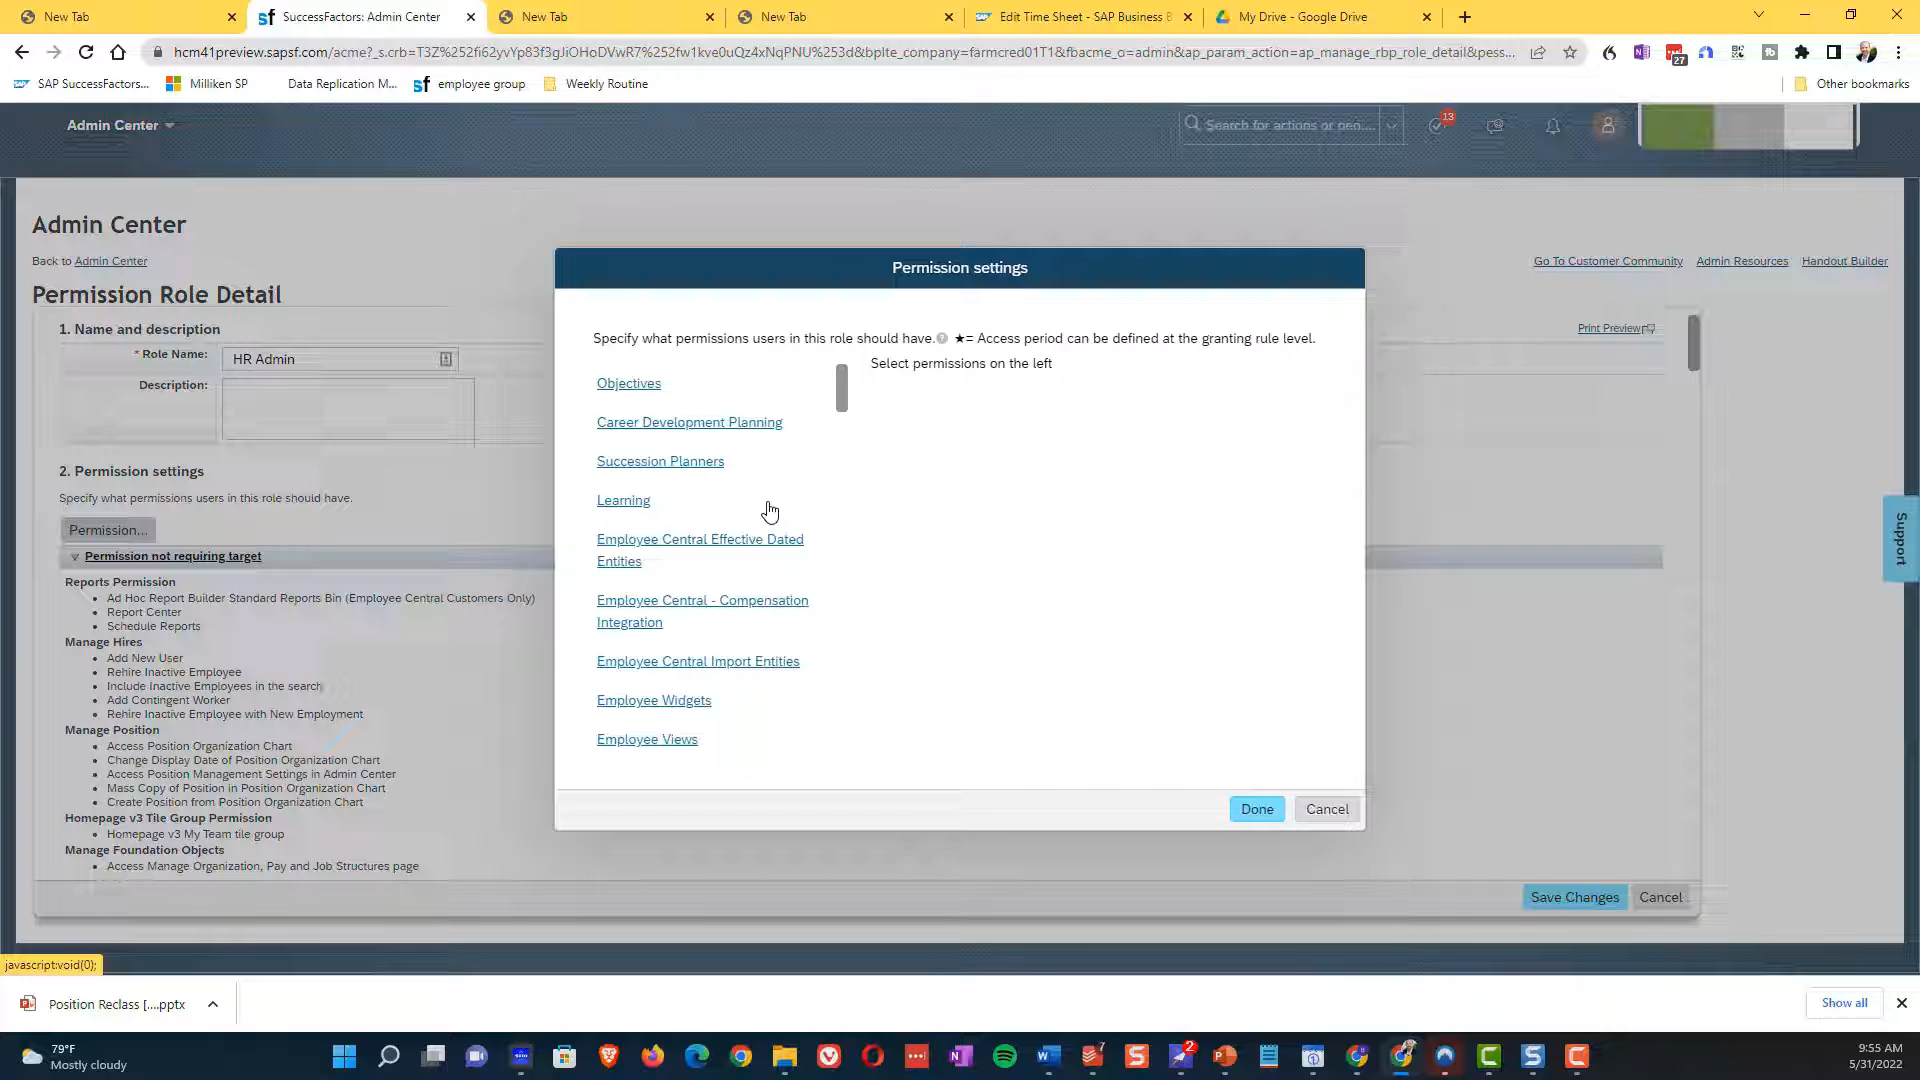 New Tab
SuccessFactors: Admin Center
New Tab
New Tab
Edit Time Sheet - SAP Business
My Drive - Google Drive
hcm41preview.sapsf.com/acme?_s.crb=T3Z%252fi62yvYp83f3gJiOHoDVwR7%252fw1kve0uQz4xNqPNU%253d&bplte_company=farmcred01T1&fbacme_o=admin&ap_param_action=ap_manage_rbp_role_detail&pess...
27
SAP SuccessFactors...
Milliken SP
Data Replication M...
employee group
Weekly Routine
Other bookmarks
Admin Center
Search for actions or peo...
13
Admin Center
Back to Admin Center
Go To Customer Community
Admin Resources
Handout Builder
Permission Role Detail
1. Name and description
Print Preview
* Role Name:
HR Admin
Description:
2. Permission settings
Specify what permissions users in this role should have.
Permission...
Permission not requiring target
Reports Permission
Ad Hoc Report Builder Standard Reports Bin (Employee Central Customers Only)
Report Center
Schedule Reports
Manage Hires
Add New User
Rehire Inactive Employee
Include Inactive Employees in the search
Add Contingent Worker
Rehire Inactive Employee with New Employment
Manage Position
Access Position Organization Chart
Change Display Date of Position Organization Chart
Access Position Management Settings in Admin Center
Mass Copy of Position in Position Organization Chart
Create Position from Position Organization Chart
Homepage v3 Tile Group Permission
Homepage v3 My Team tile group
Manage Foundation Objects
Access Manage Organization, Pay and Job Structures page
Save Changes
Cancel
Support
Permission settings
Specify what permissions users in this role should have. ★= Access period can be defined at the granting rule level.
Select permissions on the left
Objectives
Career Development Planning
Succession Planners
Learning
Employee Central Effective Dated
Entities
Employee Central - Compensation
Integration
Employee Central Import Entities
Employee Widgets
Employee Views
Done
Cancel
javascript:void(0);
Position Reclass [....pptx
Show all
79°F
Mostly cloudy
7
2
9:55 AM
5/31/2022